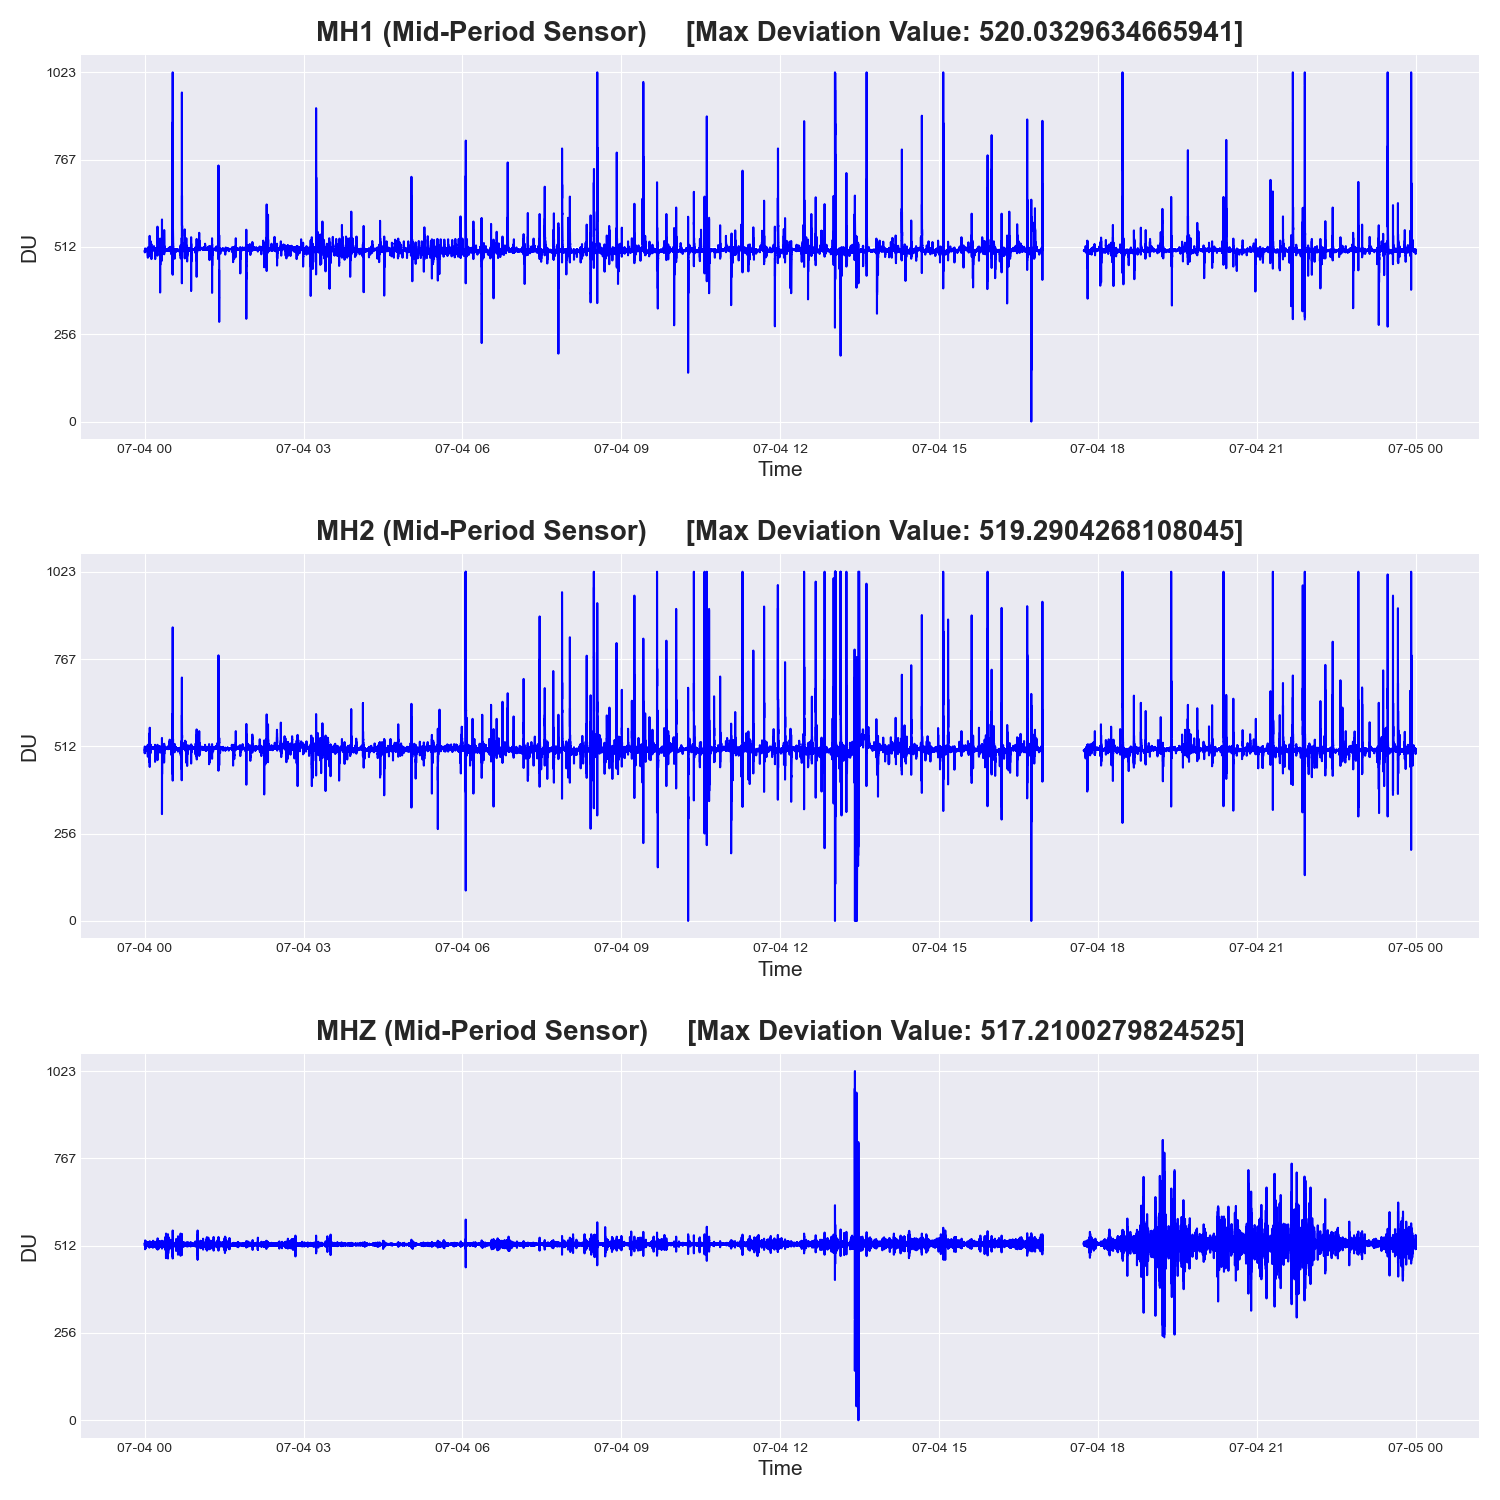 MH1 (Mid-Period Sensor) [Max Deviation Value: 520.0329634665941]
1023
767
512
256
0
DU
07-04 00 07-04 03 07-04 06 07-04 09 07-04 12 07-04 15 07-04 18 07-04 21 07-05 00
Time
MH2 (Mid-Period Sensor) [Max Deviation Value: 519.2904268108045]
1023
767
512
256
0
DU
07-04 00 07-04 03 07-04 06 07-04 09 07-04 12 07-04 15 07-04 18 07-04 21 07-05 00
Time
MHZ (Mid-Period Sensor) [Max Deviation Value: 517.2100279824525]
1023
767
512
256
0
DU
07-04 00 07-04 03 07-04 06 07-04 09 07-04 12 07-04 15 07-04 18 07-04 21 07-05 00
Time